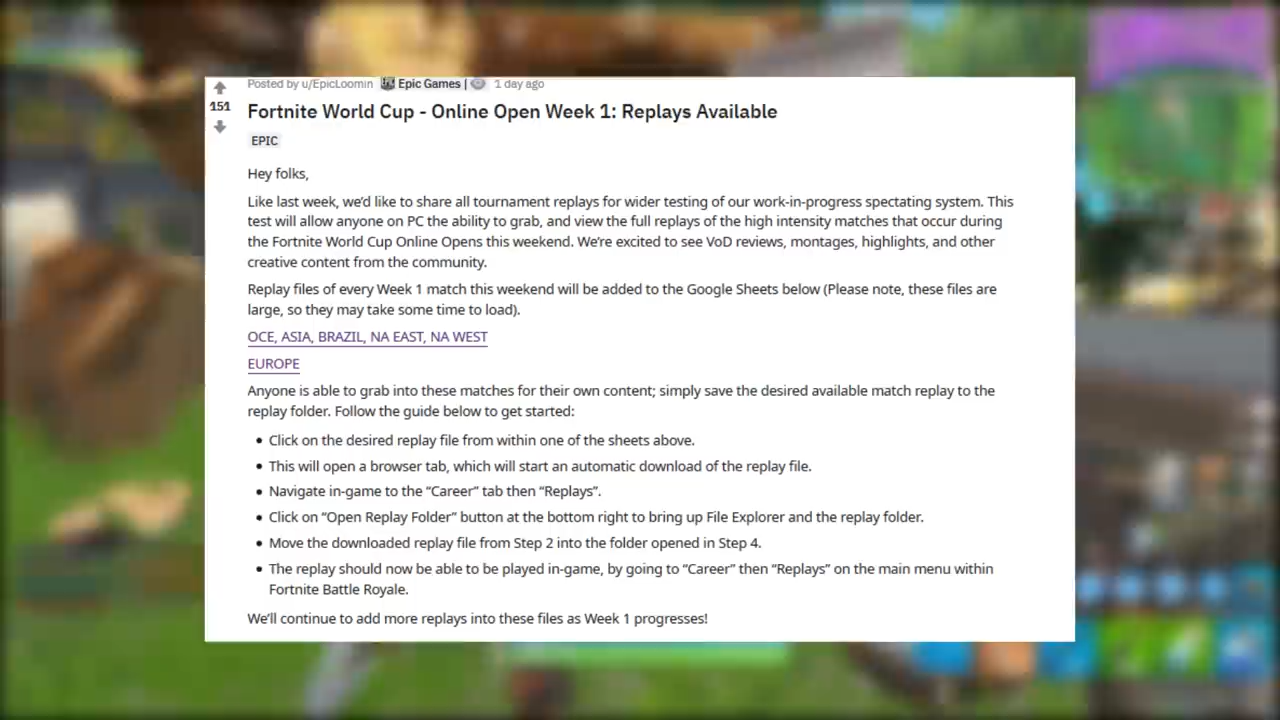 Posted by u/EpicLoomin Epic Games | 1 day ago
151
Fortnite World Cup - Online Open Week 1: Replays Available
EPIC
Hey folks,
Like last week, we’d like to share all tournament replays for wider testing of our work-in-progress spectating system. This
test will allow anyone on PC the ability to grab, and view the full replays of the high intensity matches that occur during
the Fortnite World Cup Online Opens this weekend. We’re excited to see VoD reviews, montages, highlights, and other
creative content from the community.
Replay files of every Week 1 match this weekend will be added to the Google Sheets below (Please note, these files are
large, so they may take some time to load).
OCE, ASIA, BRAZIL, NA EAST, NA WEST
EUROPE
Anyone is able to grab into these matches for their own content; simply save the desired available match replay to the
replay folder. Follow the guide below to get started:
• Click on the desired replay file from within one of the sheets above.
• This will open a browser tab, which will start an automatic download of the replay file.
• Navigate in-game to the “Career” tab then “Replays”.
• Click on “Open Replay Folder” button at the bottom right to bring up File Explorer and the replay folder.
• Move the downloaded replay file from Step 2 into the folder opened in Step 4.
• The replay should now be able to be played in-game, by going to “Career” then “Replays” on the main menu within
Fortnite Battle Royale.
We’ll continue to add more replays into these files as Week 1 progresses!